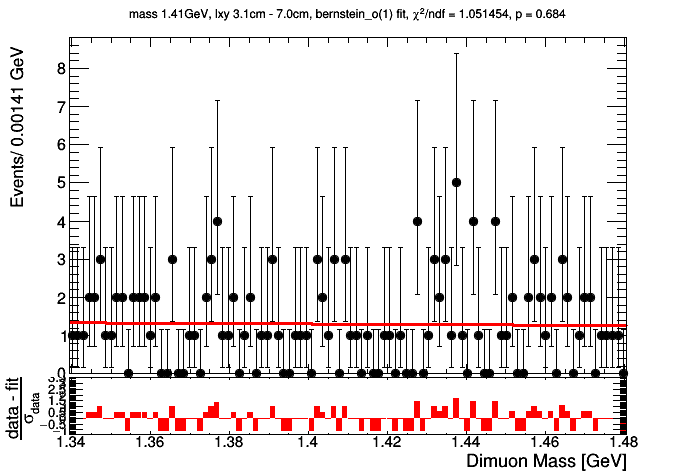 mass 1.41GeV, lxy 3.1cm - 7.0cm, bernstein_o(1) fit, χ²/ndf = 1.051454, p = 0.684
Events/ 0.00141 GeV
8
7
6
5
4
3
2
1
0
data - fit
σdata
1.34 1.36 1.38 1.4 1.42 1.44 1.46 1.48
Dimuon Mass [GeV]